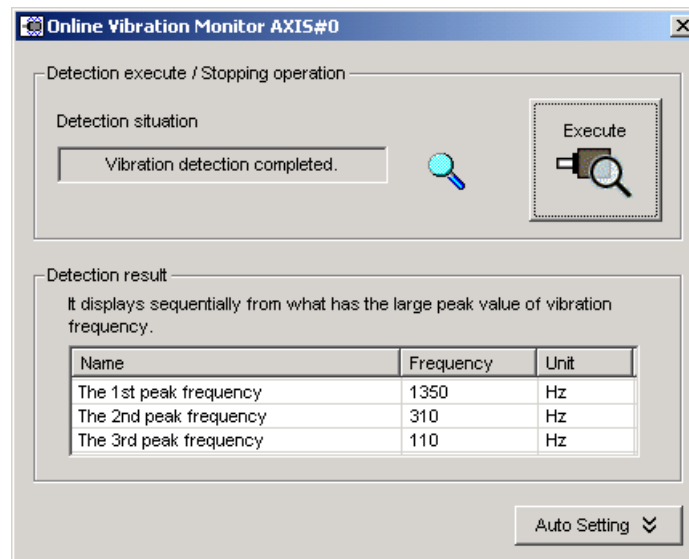 Online Vibration Monitor AXIS#0
Detection execute / Stopping operation
Detection situation
Vibration detection completed.
Execute
Detection result
It displays sequentially from what has the large peak value of vibration
frequency.
Name Frequency Unit
The 1st peak frequency 1350 Hz
The 2nd peak frequency 310 Hz
The 3rd peak frequency 110 Hz
Auto Setting